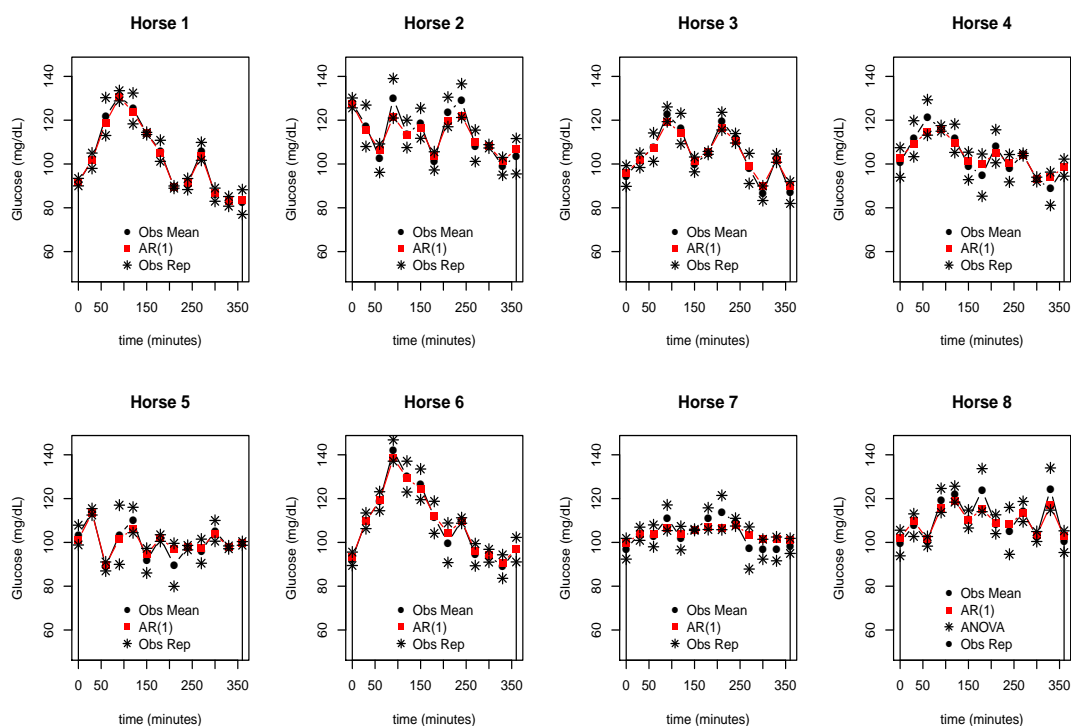 Horse 1
Glucose (mg/dL)
140
120
100
80
60
Obs Mean
AR(1)
Obs Rep
0 50 150 250 350
time (minutes)
Horse 2
Glucose (mg/dL)
140
120
100
80
60
Obs Mean
AR(1)
Obs Rep
0 50 150 250 350
time (minutes)
Horse 3
Glucose (mg/dL)
140
120
100
80
60
Obs Mean
AR(1)
Obs Rep
0 50 150 250 350
time (minutes)
Horse 4
Glucose (mg/dL)
140
120
100
80
60
Obs Mean
AR(1)
Obs Rep
0 50 150 250 350
time (minutes)
Horse 5
Glucose (mg/dL)
140
120
100
80
60
Obs Mean
AR(1)
Obs Rep
0 50 150 250 350
time (minutes)
Horse 6
Glucose (mg/dL)
140
120
100
80
60
Obs Mean
AR(1)
Obs Rep
0 50 150 250 350
time (minutes)
Horse 7
Glucose (mg/dL)
140
120
100
80
60
Obs Mean
AR(1)
Obs Rep
0 50 150 250 350
time (minutes)
Horse 8
Glucose (mg/dL)
140
120
100
80
60
Obs Mean
AR(1)
ANOVA
Obs Rep
0 50 150 250 350
time (minutes)